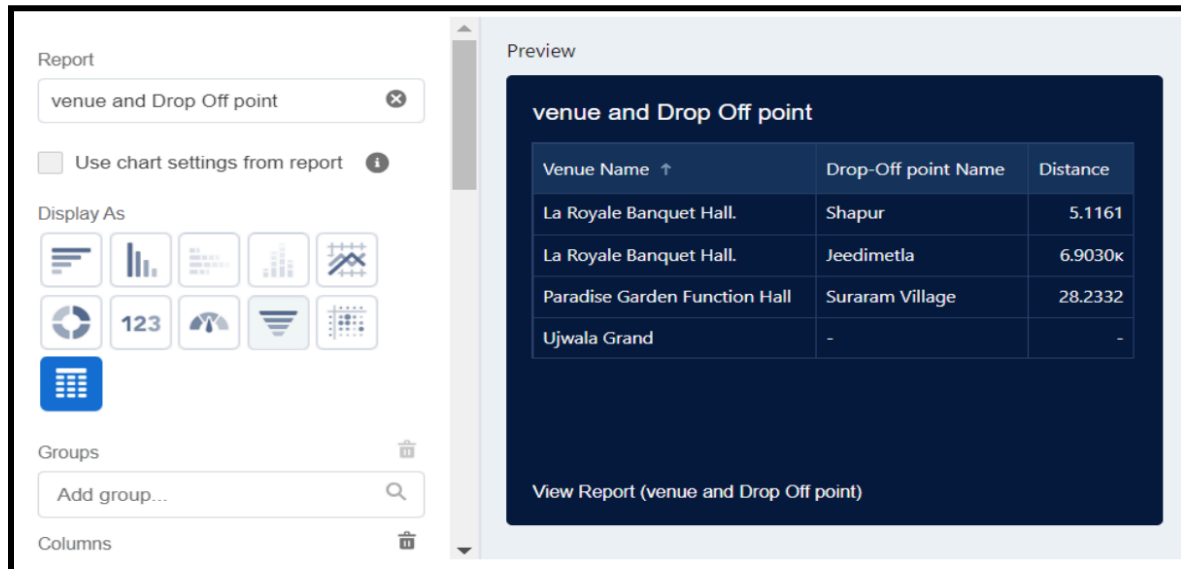 Report
venue and Drop Off point
Use chart settings from report
Display As
123
Groups
Add group...
Columns
Preview
venue and Drop Off point
Venue Name ↑ Drop-Off point Name Distance
La Royale Banquet Hall. Shapur 5.1161
La Royale Banquet Hall. Jeedimetla 6.9030ᴋ
Paradise Garden Function Hall Suraram Village 28.2332
Ujwala Grand - -
View Report (venue and Drop Off point)